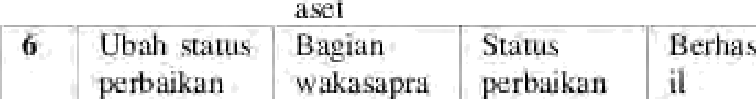 aset
6 Ubah status Bagian Status Berhas
perbaikan wakasapra perbaikan il